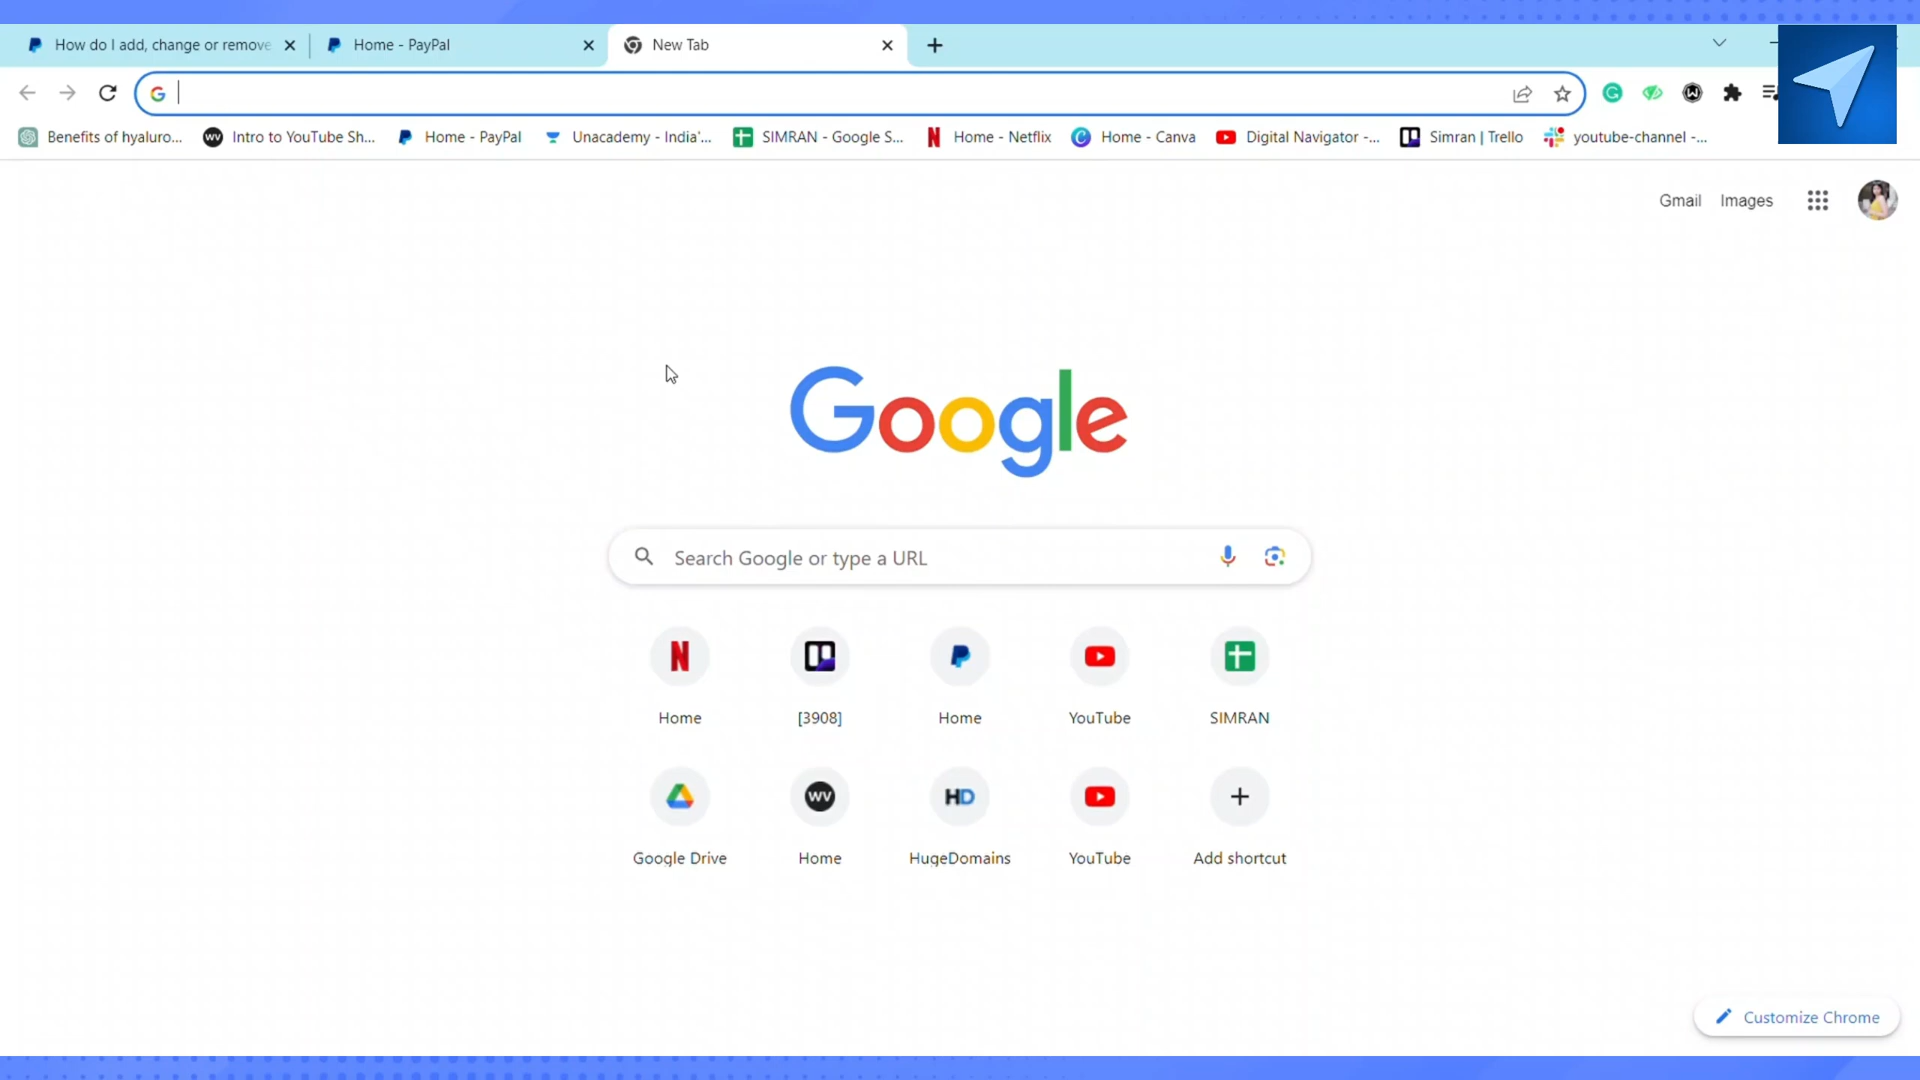 How do I add, change or remove
Home - PayPal
New Tab
Benefits of hyaluro...
Intro to YouTube Sh...
Home - PayPal
Unacademy - India'...
SIMRAN - Google S...
Home - Netflix
Home - Canva
Digital Navigator -...
Simran | Trello
youtube-channel -...
Gmail
Images
Google
Search Google or type a URL
Home
[3908]
Home
YouTube
SIMRAN
WV
HD
Google Drive
Home
HugeDomains
YouTube
Add shortcut
Customize Chrome